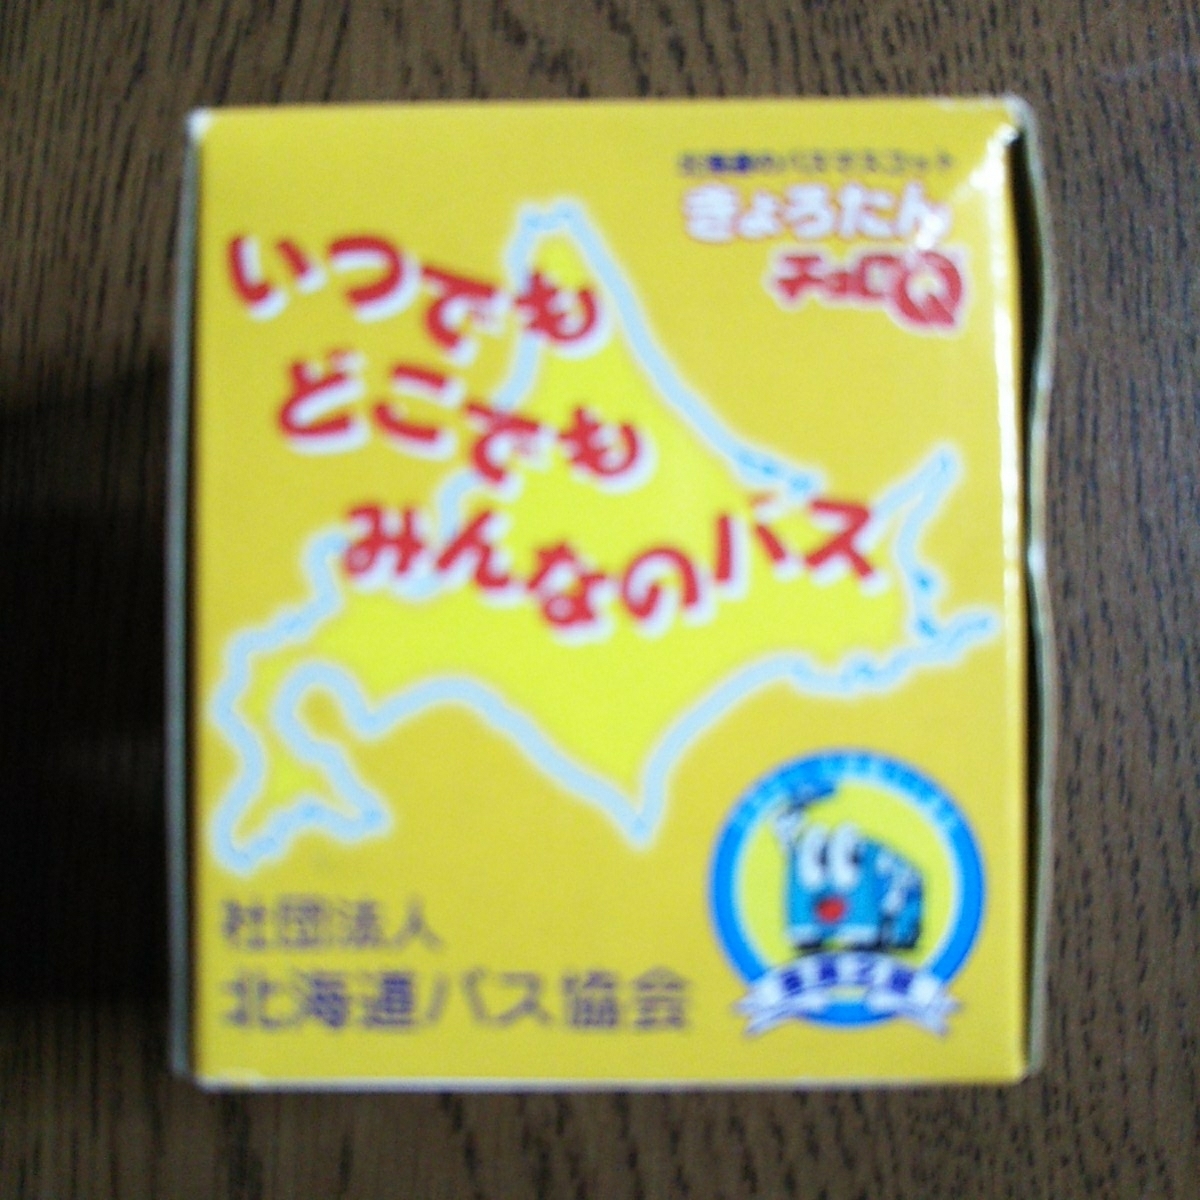 北海道のバスマスコット
きょろたん
チョロQ
いつでも
どこでも
みんなのバス
社団法人
北海道バス協会